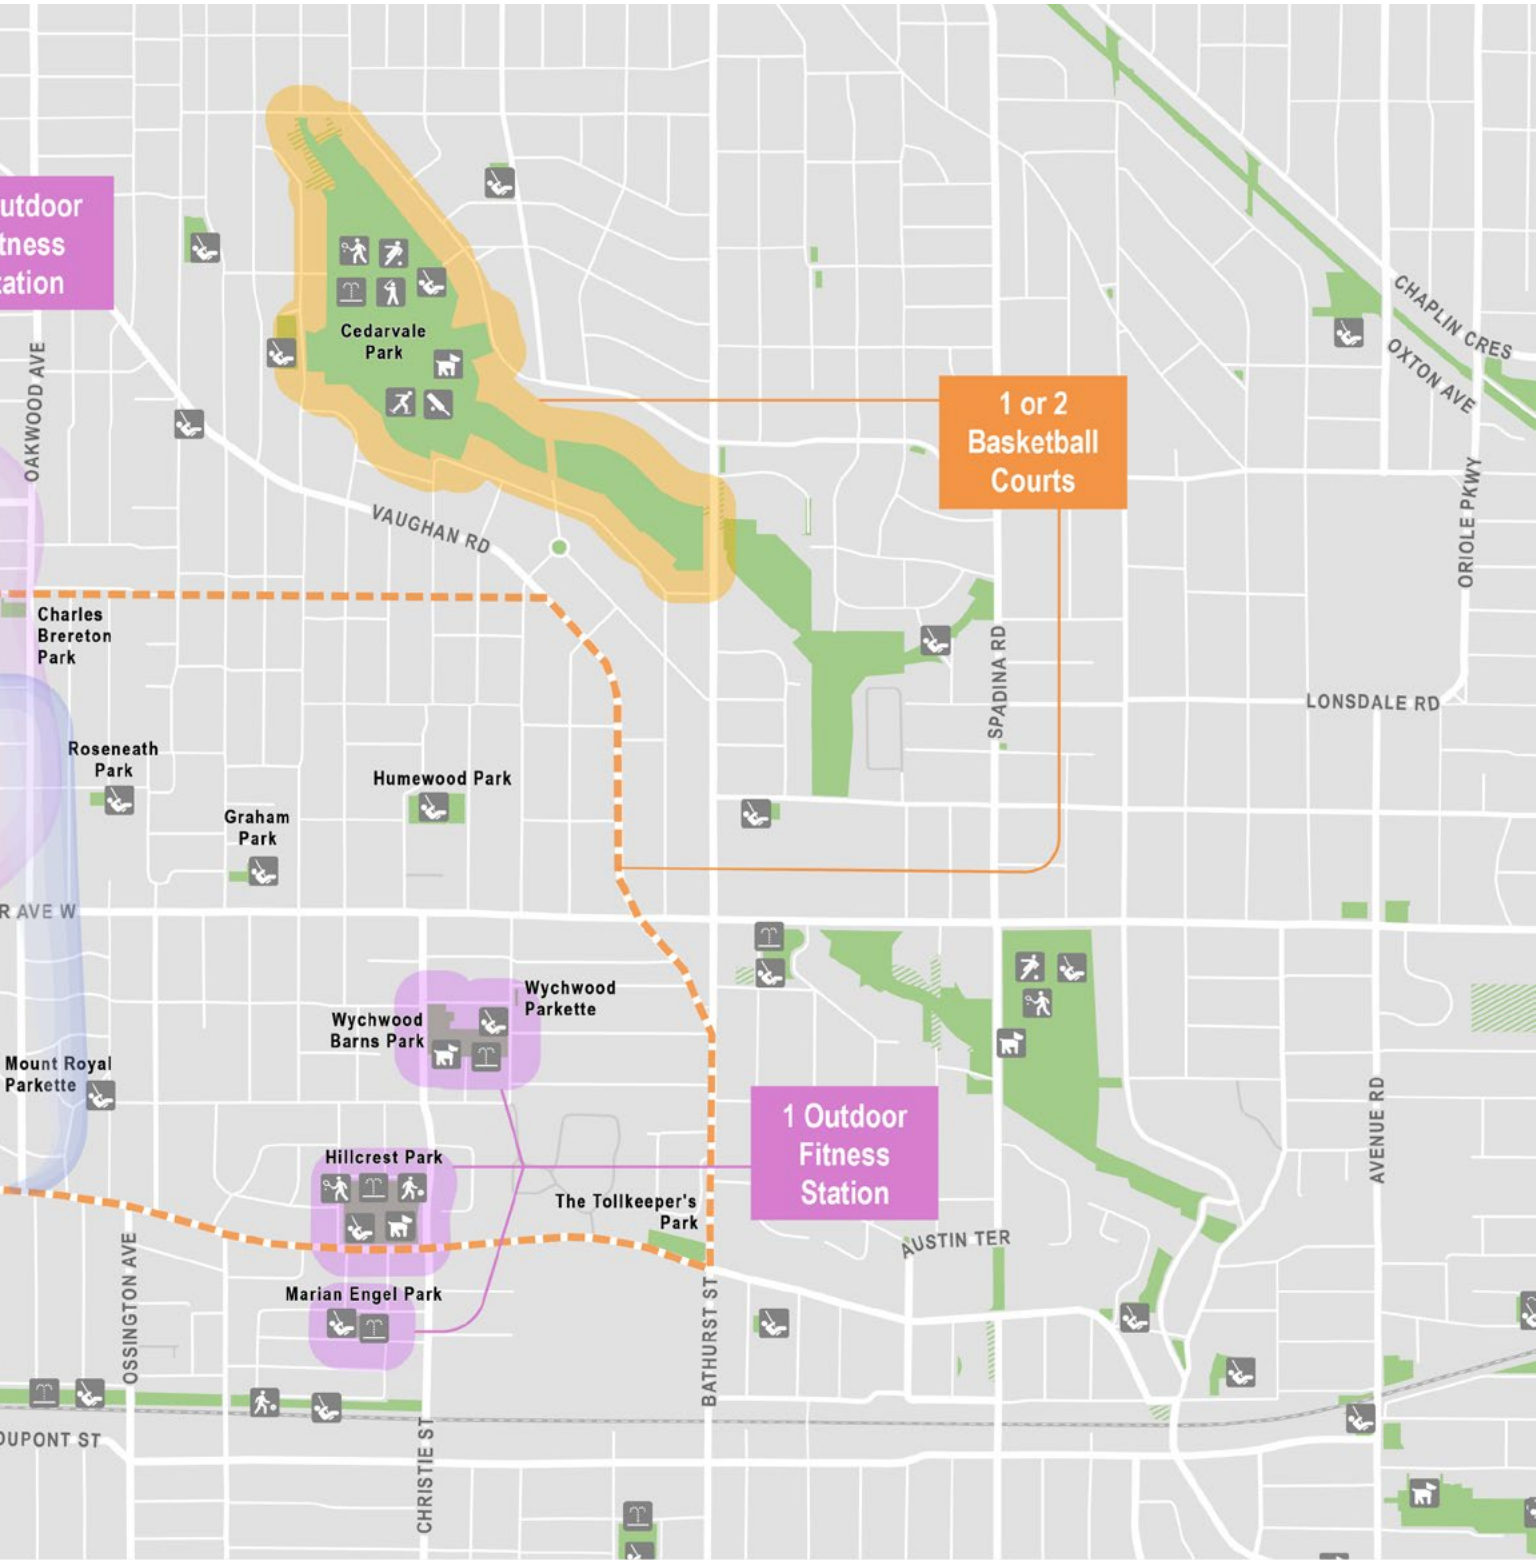 utdoor
tness
tation
OAKWOOD AVE
Cedarvale
Park
CHAPLIN CRES
OXTON AVE
1 or 2
Basketball
Courts
VAUGHAN RD
ORIOLE PKWY
Charles
Brereton
Park
SPADINA RD
LONSDALE RD
Roseneath
Park
Humewood Park
Graham
Park
R AVE W
Wychwood
Parkette
Wychwood
Barns Park
Mount Royal
Parkette
1 Outdoor
Fitness
Station
AVENUE RD
Hillcrest Park
The Tollkeeper's
Park
AUSTIN TER
OSSINGTON AVE
Marian Engel Park
BATHURST ST
DUPONT ST
CHRISTIE ST